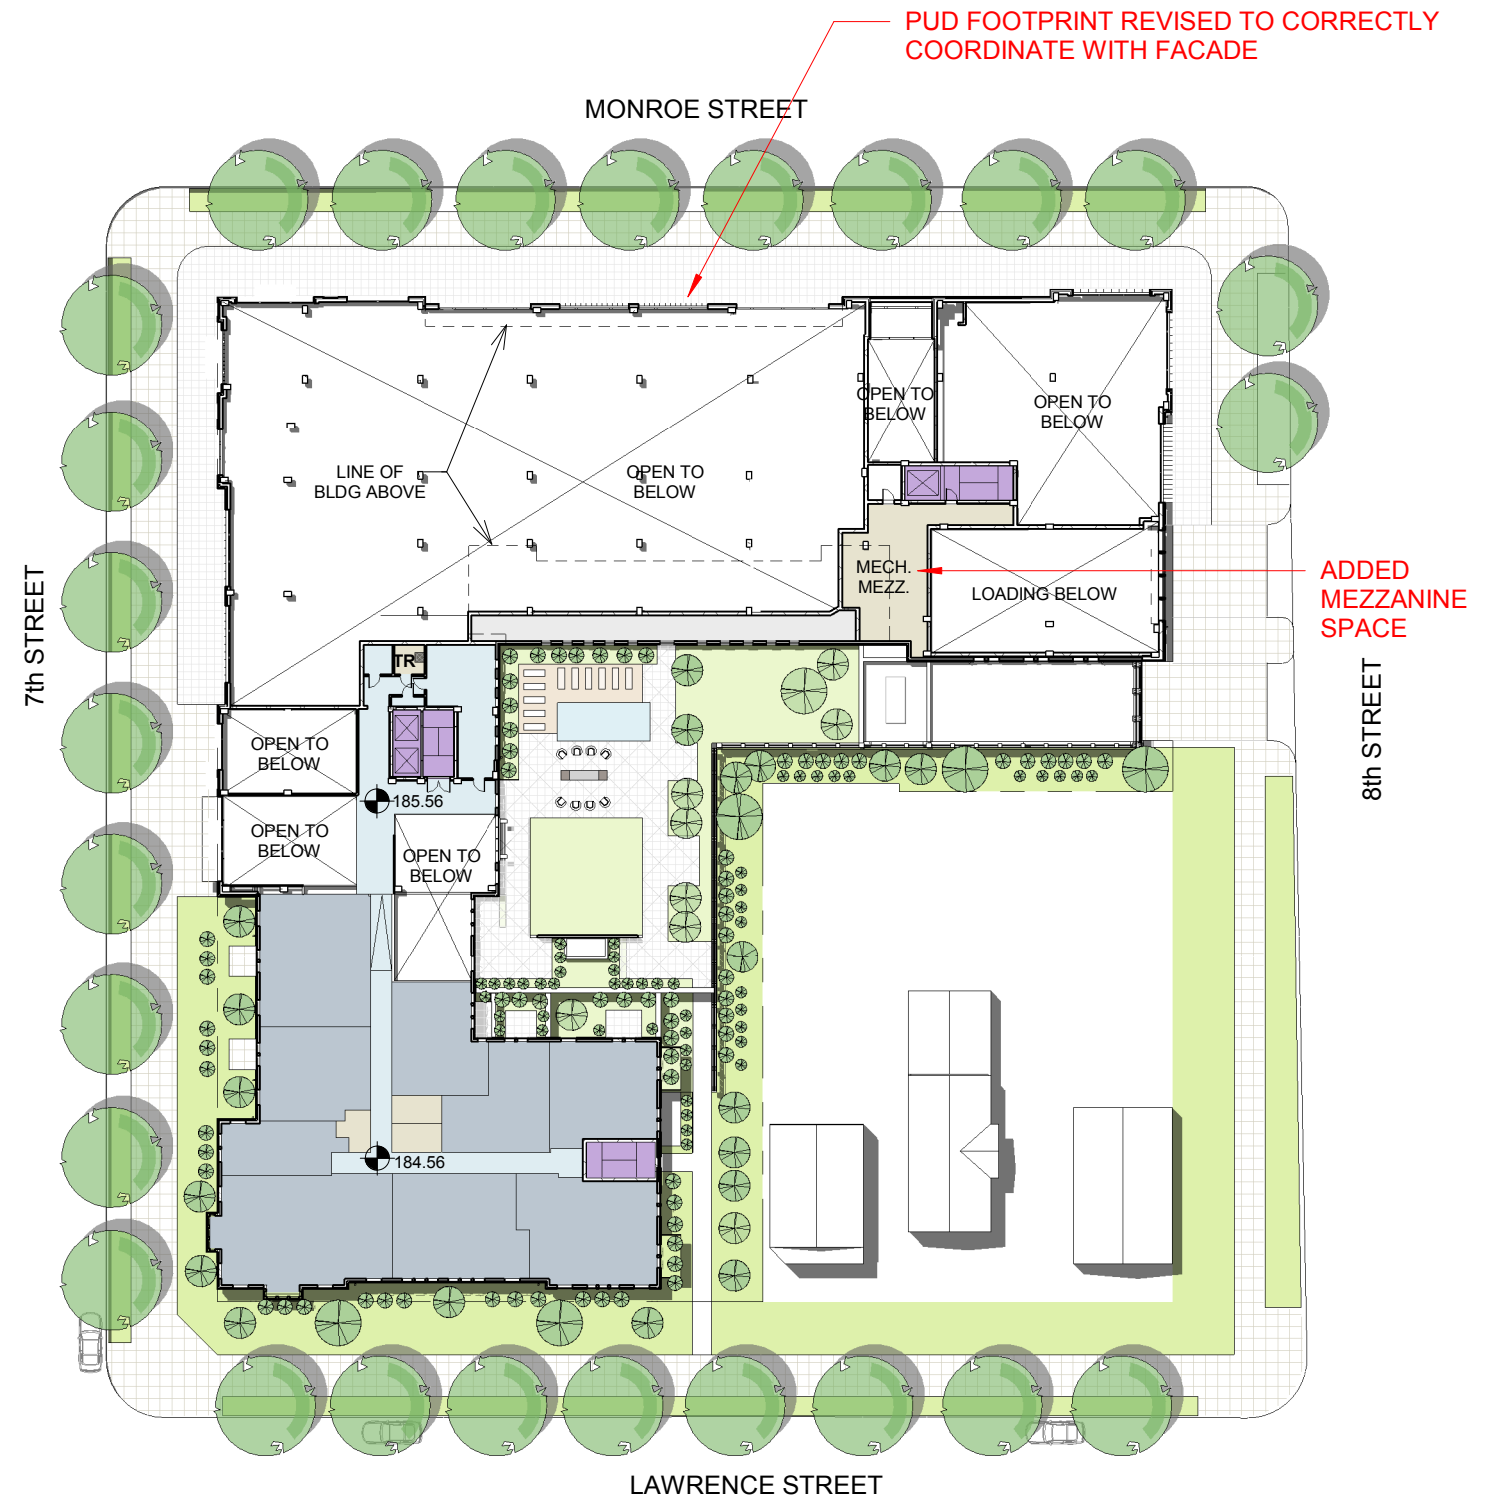 PUD FOOTPRINT REVISED TO CORRECTLY
COORDINATE WITH FACADE
MONROE STREET
OPEN TO
BELOW
OPEN TO
BELOW
LINE OF
BLDG ABOVE
OPEN TO
BELOW
MECH.
MEZZ.
LOADING BELOW
ADDED
MEZZANINE
SPACE
7th STREET
8th STREET
TR
OPEN TO
BELOW
185.56
OPEN TO
BELOW
OPEN TO
BELOW
184.56
LAWRENCE STREET